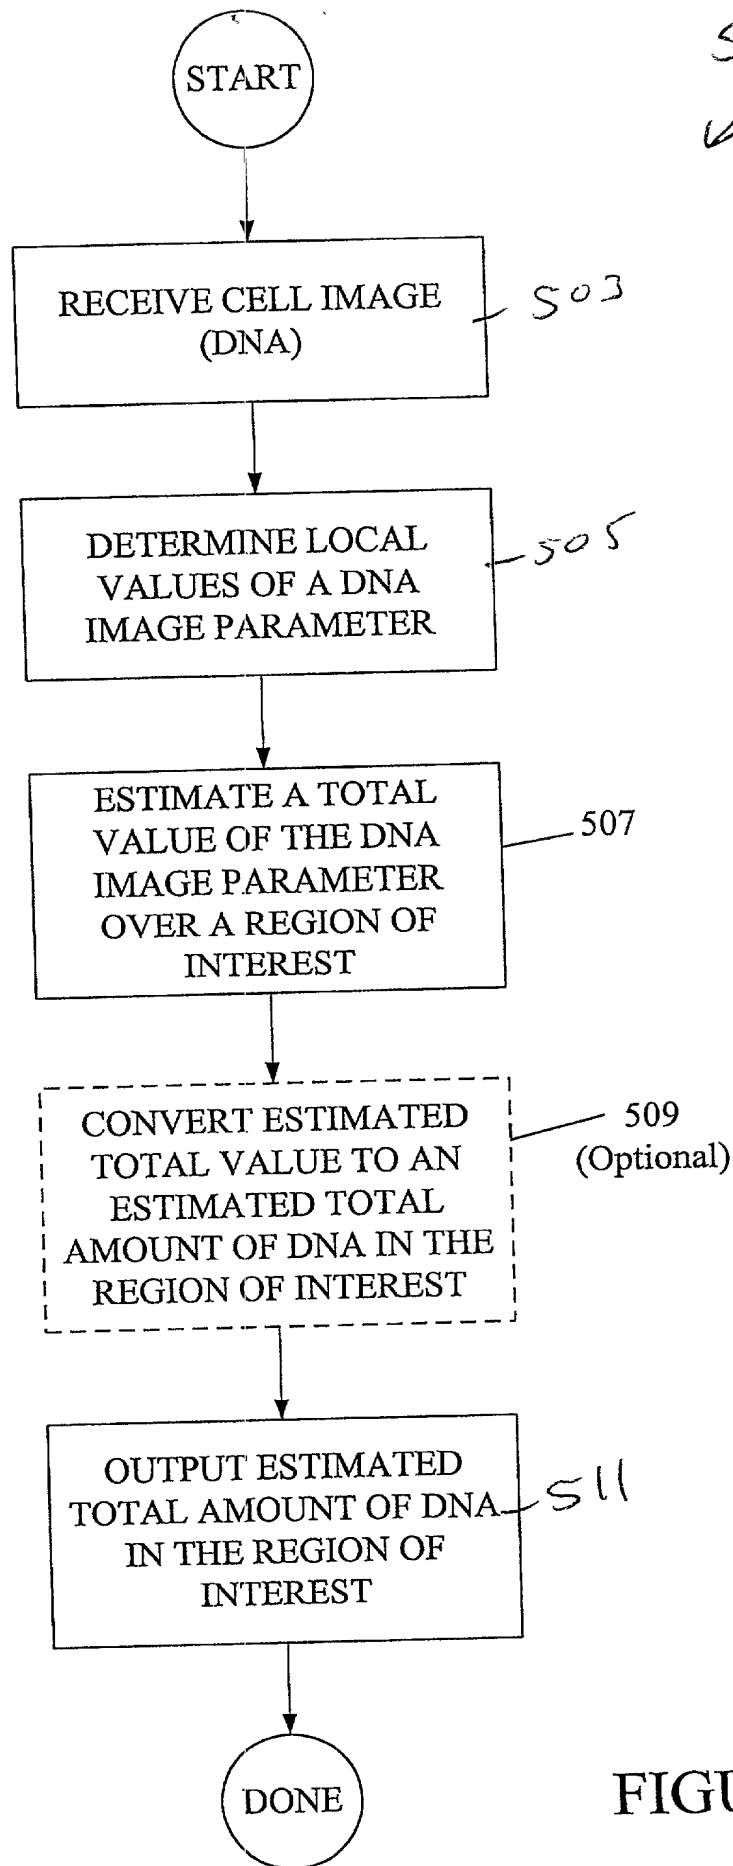 START
RECEIVE CELL IMAGE
(DNA)
503
DETERMINE LOCAL
VALUES OF A DNA
IMAGE PARAMETER
505
ESTIMATE A TOTAL
VALUE OF THE DNA
IMAGE PARAMETER
OVER A REGION OF
INTEREST
507
CONVERT ESTIMATED
TOTAL VALUE TO AN
ESTIMATED TOTAL
AMOUNT OF DNA IN THE
REGION OF INTEREST
509
(Optional)
OUTPUT ESTIMATED
TOTAL AMOUNT OF DNA
IN THE REGION OF
INTEREST
511
DONE